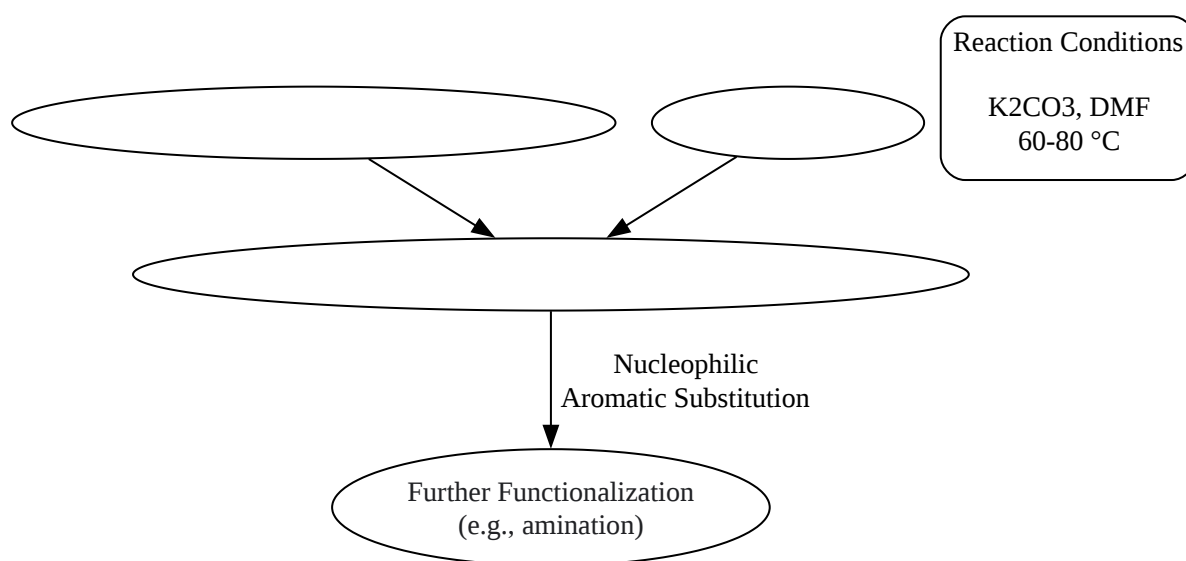 Reaction Conditions
K2CO3, DMF
60-80 °C
Nucleophilic
Aromatic Substitution
Further Functionalization
(e.g., amination)